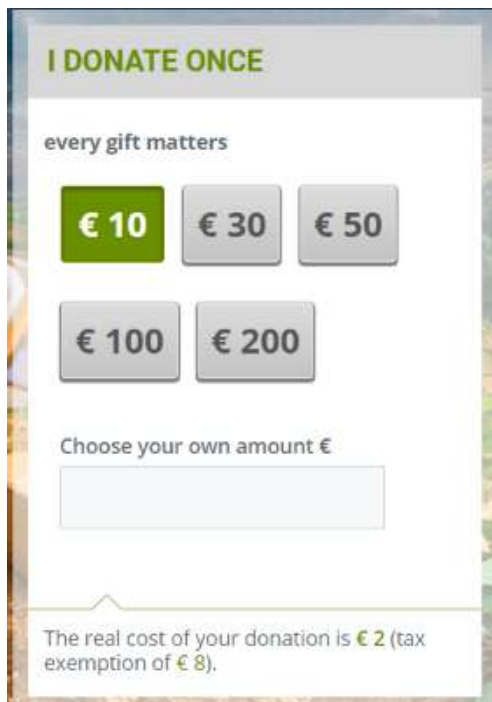 I DONATE ONCE
every gift matters
€ 10 € 30 € 50
€ 100 € 200
Choose your own amount €
The real cost of your donation is € 2 (tax
exemption of € 8).